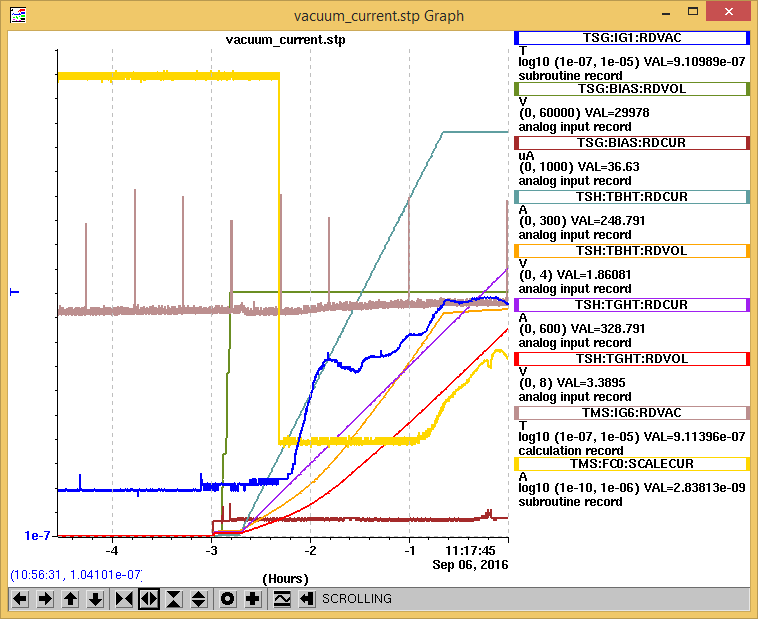 vacuum_current.stp Graph
vacuum_current.stp
T
1e-7
-4
-3
-2
-1
11:17:45
Sep 06, 2016
(Hours)
(10:56:31, 1.04101e-07)
SCROLLING
TSG:IG1:RDVAC
T
log10 (1e-07, 1e-05) VAL=9.10989e-07
subroutine record
TSG:BIAS:RDVOL
V
(0, 60000) VAL=29978
analog input record
TSG:BIAS:RDCUR
uA
(0, 1000) VAL=36.63
analog input record
TSH:TBHT:RDCUR
A
(0, 300) VAL=248.791
analog input record
TSH:TBHT:RDVOL
V
(0, 4) VAL=1.86081
analog input record
TSH:TGHT:RDCUR
A
(0, 600) VAL=328.791
analog input record
TSH:TGHT:RDVOL
V
(0, 8) VAL=3.3895
analog input record
TMS:IG6:RDVAC
T
log10 (1e-07, 1e-05) VAL=9.11396e-07
calculation record
TMS:FC0:SCALECUR
A
log10 (1e-10, 1e-06) VAL=2.83813e-09
subroutine record